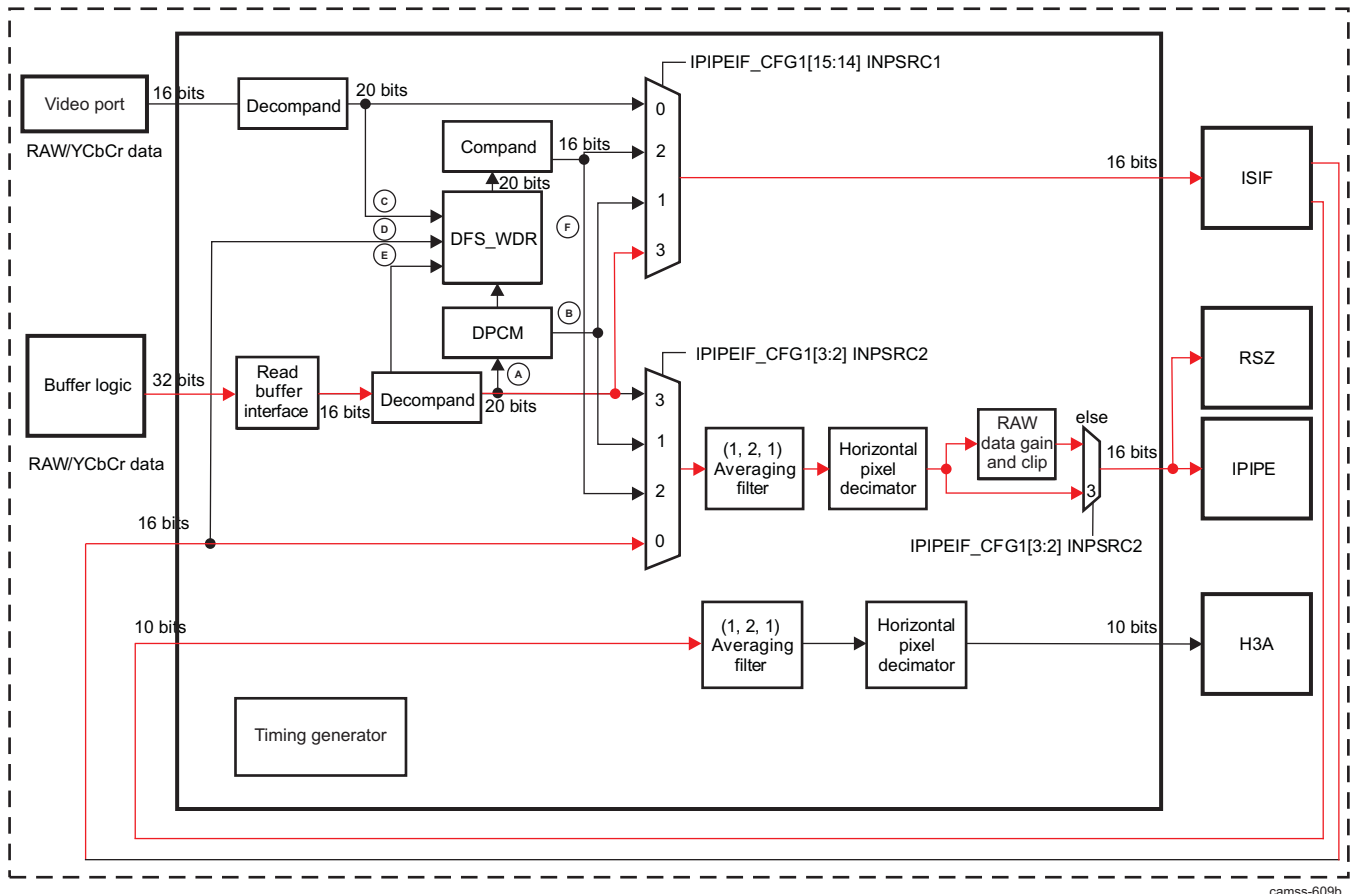 IPIPEIF_CFG1[15:14] INPSRC1
Video port
16 bits
Decompand
20 bits
0
RAW/YCbCr data
Compand
16 bits
2
16 bits
ISIF
20 bits
C
1
D
F
DFS_WDR
E
3
B
DPCM
RSZ
IPIPEIF_CFG1[3:2] INPSRC2
Buffer logic
32 bits
Read
buffer
interface
16 bits
Decompand
A
20 bits
3
else
RAW
data gain
and clip
16 bits
1
(1, 2, 1)
Averaging
filter
Horizontal
pixel
decimator
IPIPE
RAW/YCbCr data
2
3
16 bits
0
IPIPEIF_CFG1[3:2] INPSRC2
10 bits
(1, 2, 1)
Averaging
filter
Horizontal
pixel
decimator
10 bits
H3A
Timing generator
camss-609b